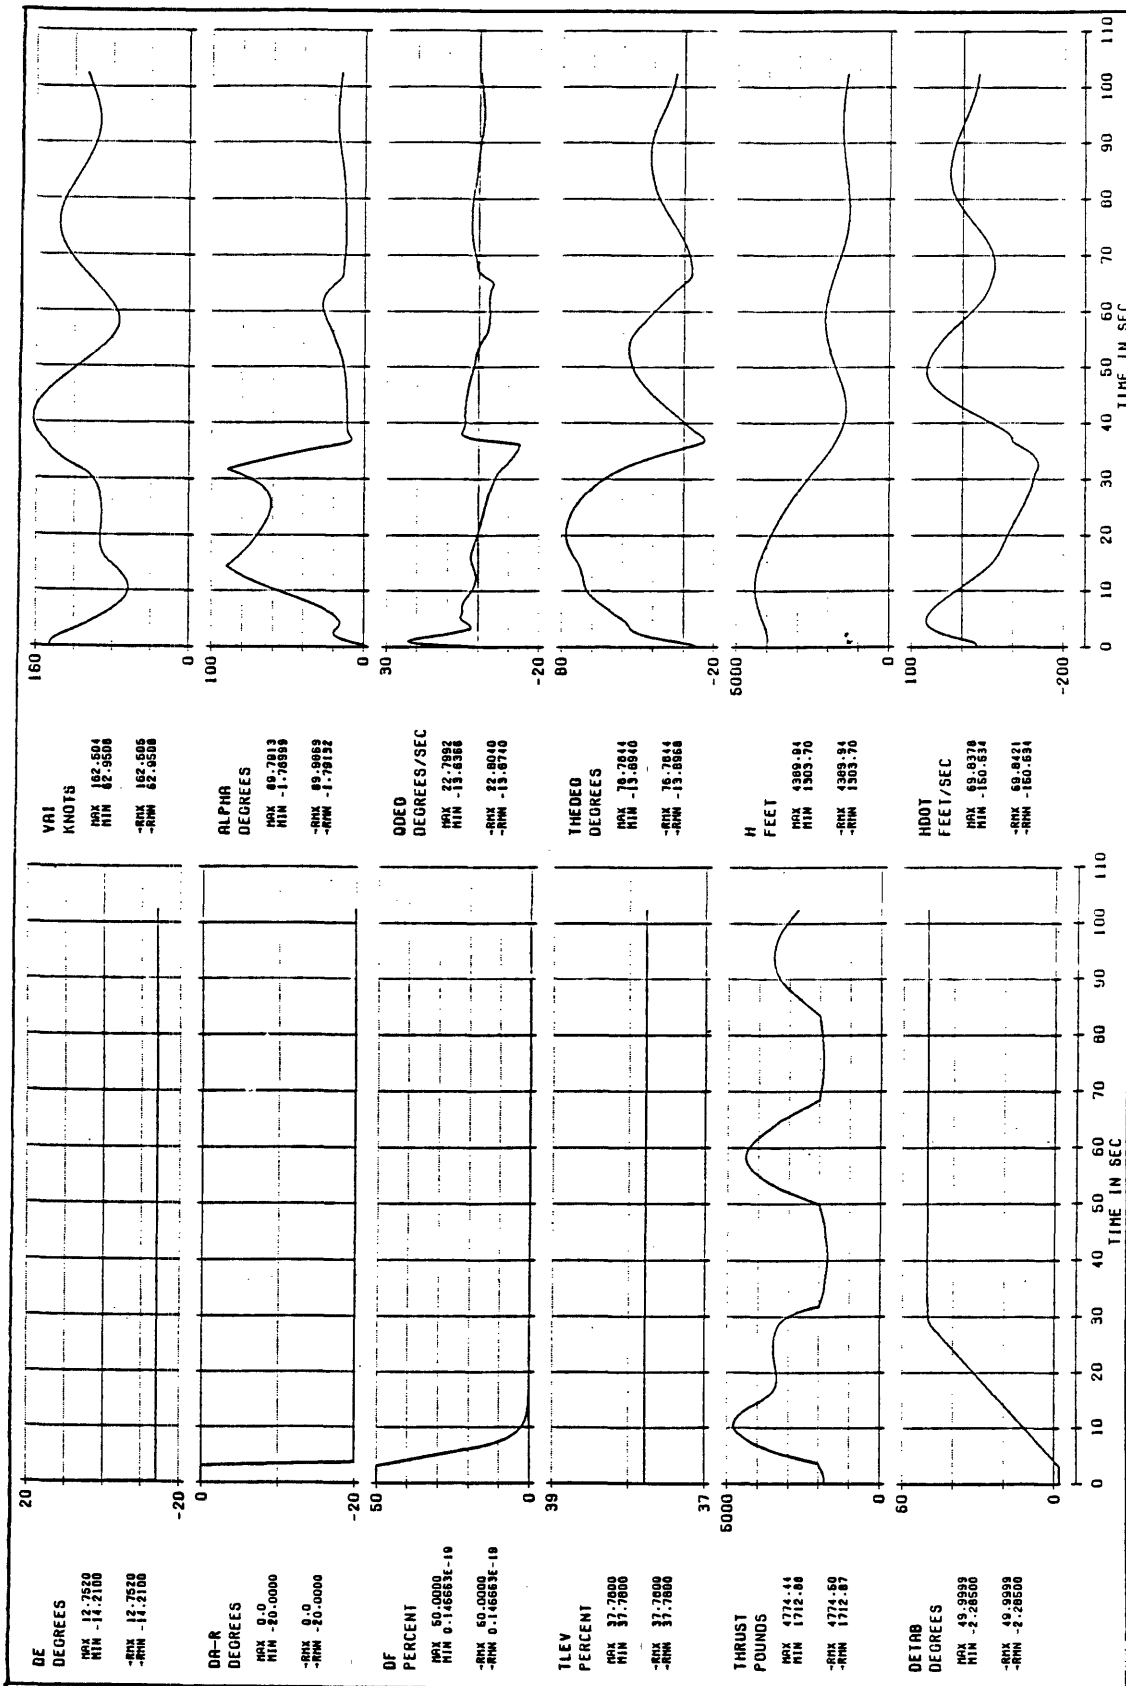 DE
DEGREES
MAX 12.7520
MIN -14.2100
-RMX 12.7520
-RMN -14.2100
20
-20
DA-R
DEGREES
MAX 0.0
MIN -20.0000
-RMX 0.0
-RMN -20.0000
0
-20
DF
PERCENT
MAX 50.0000
MIN 0.146663E-19
-RMX 50.0000
-RMN 0.146663E-19
50
0
TLEV
PERCENT
MAX 37.7800
MIN 37.7800
-RMX 37.7800
-RMN 37.7800
39
37
THRUST
POUNDS
MAX 4774.44
MIN 1712.88
-RMX 4774.50
-RMN 1712.87
5000
0
DETAB
DEGREES
MAX 49.9999
MIN -2.28500
-RMX 49.9999
-RMN -2.28500
60
0
0 10 20 30 40 50 60 70 80 90 100 110
TIME IN SEC
VAI
KNOTS
MAX 162.504
MIN 62.9508
-RMX 162.505
-RMN 62.9508
160
0
ALPHA
DEGREES
MAX 89.7913
MIN -1.78999
-RMX 89.9869
-RMN -1.79132
100
0
QDEG
DEGREES/SEC
MAX 22.7992
MIN -13.6366
-RMX 22.8040
-RMN -13.6740
30
-20
THEDEG
DEGREES
MAX 76.7844
MIN -13.8940
-RMX 76.7844
-RMN -13.8968
80
-20
H
FEET
MAX 4389.94
MIN 1303.70
-RMX 4389.94
-RMN 1303.70
5000
0
HDOT
FEET/SEC
MAX 69.8378
MIN -150.534
-RMX 69.8421
-RMN -150.534
100
-200
0 10 20 30 40 50 60 70 80 90 100 110
TIME IN SEC